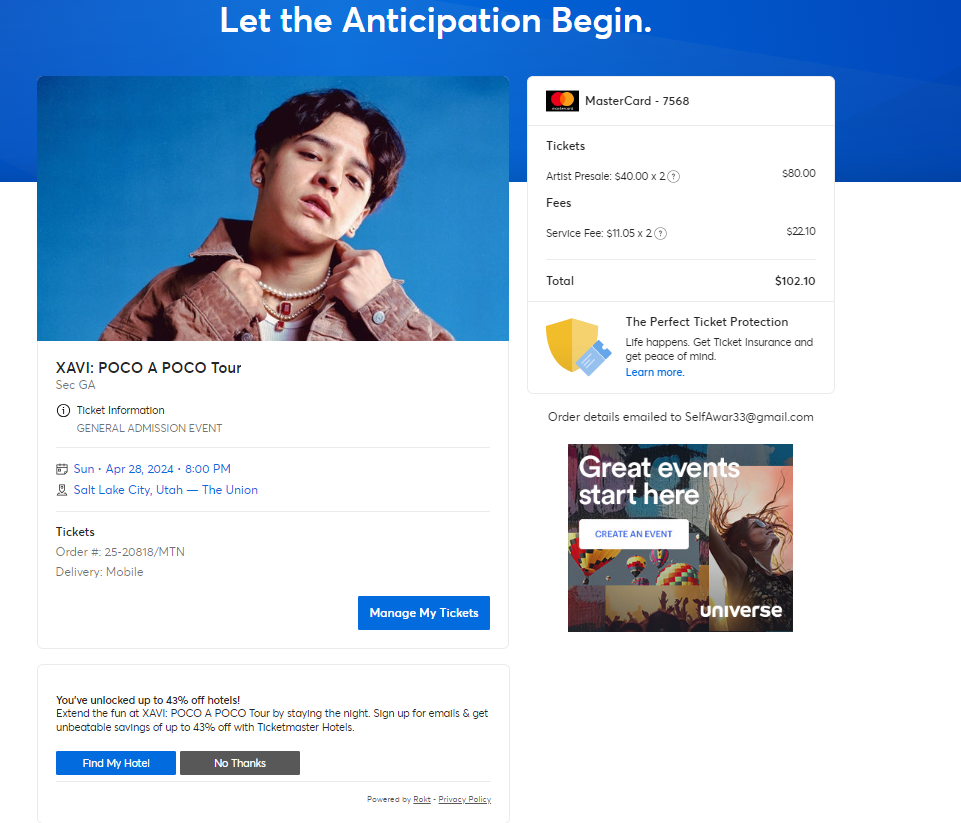 Let the Anticipation Begin.
XAVI: POCO A POCO Tour
Sec GA
Ticket Information
GENERAL ADMISSION EVENT
Sun • Apr 28, 2024 • 8:00 PM
Salt Lake City, Utah — The Union
Tickets
Order #: 25-20818/MTN
Delivery: Mobile
Manage My Tickets
You've unlocked up to 43% off hotels!
Extend the fun at XAVI: POCO A POCO Tour by staying the night. Sign up for emails & get
unbeatable savings of up to 43% off with Ticketmaster Hotels.
Find My Hotel
No Thanks
Powered by Rokt - Privacy Policy
mastercard
MasterCard - 7568
Tickets
Artist Presale: $40.00 x 2 ?
$80.00
Fees
Service Fee: $11.05 x 2 ?
$22.10
Total
$102.10
The Perfect Ticket Protection
Life happens. Get Ticket Insurance and
get peace of mind.
Learn more.
Order details emailed to SelfAwar33@gmail.com
Great events
start here
CREATE AN EVENT
universe